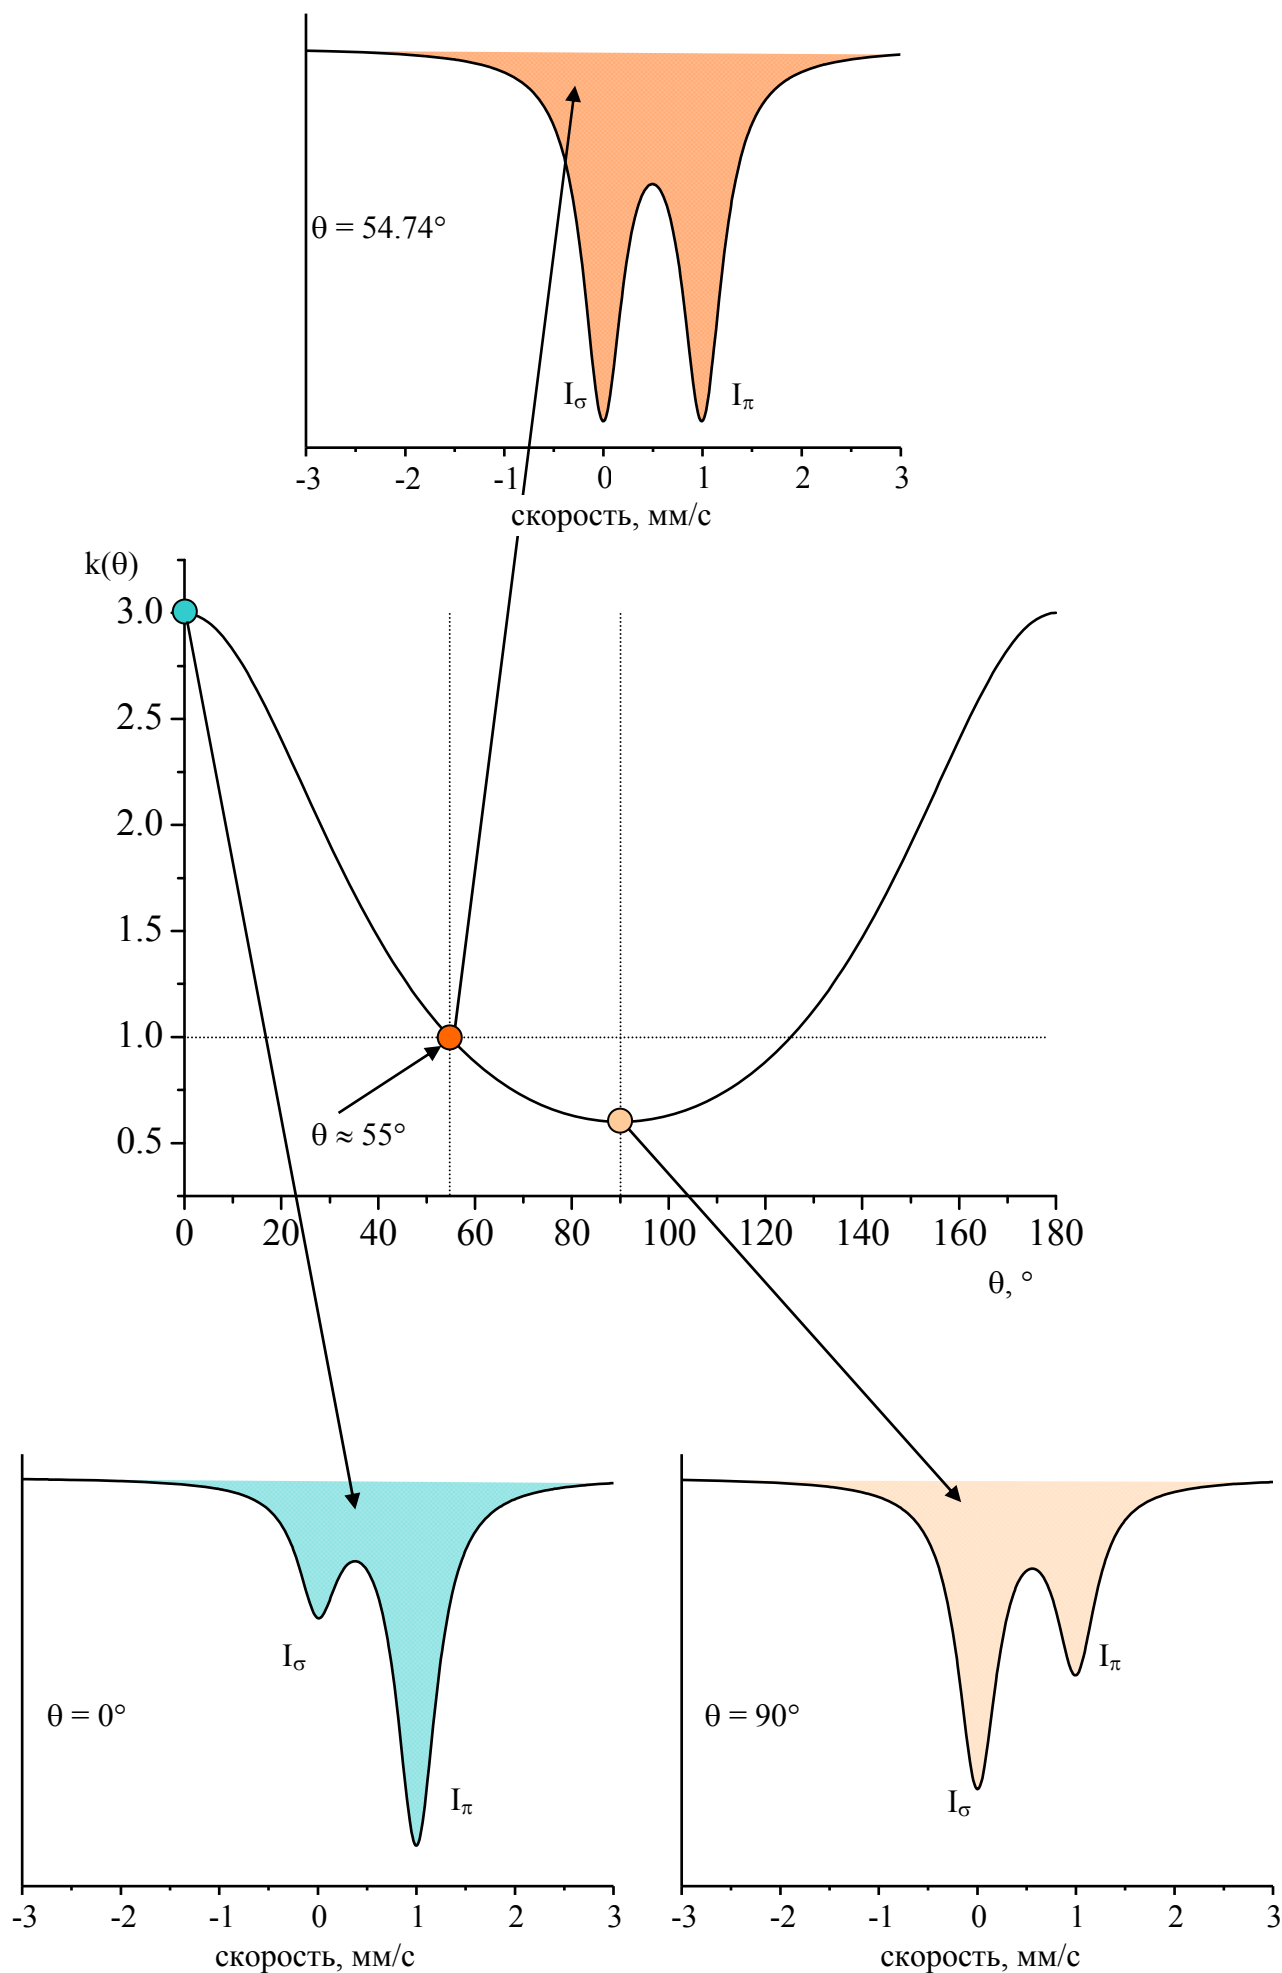 θ = 54.74°
Iσ
Iπ
-3 -2 -1 0 1 2 3
скорость, мм/с
k(θ)
3.0
2.5
2.0
1.5
1.0
0.5
θ ≈ 55°
0 20 40 60 80 100 120 140 160 180
θ, °
Iσ
θ = 0°
Iπ
-3 -2 -1 0 1 2 3
скорость, мм/с
Iπ
θ = 90°
Iσ
-3 -2 -1 0 1 2 3
скорость, мм/с